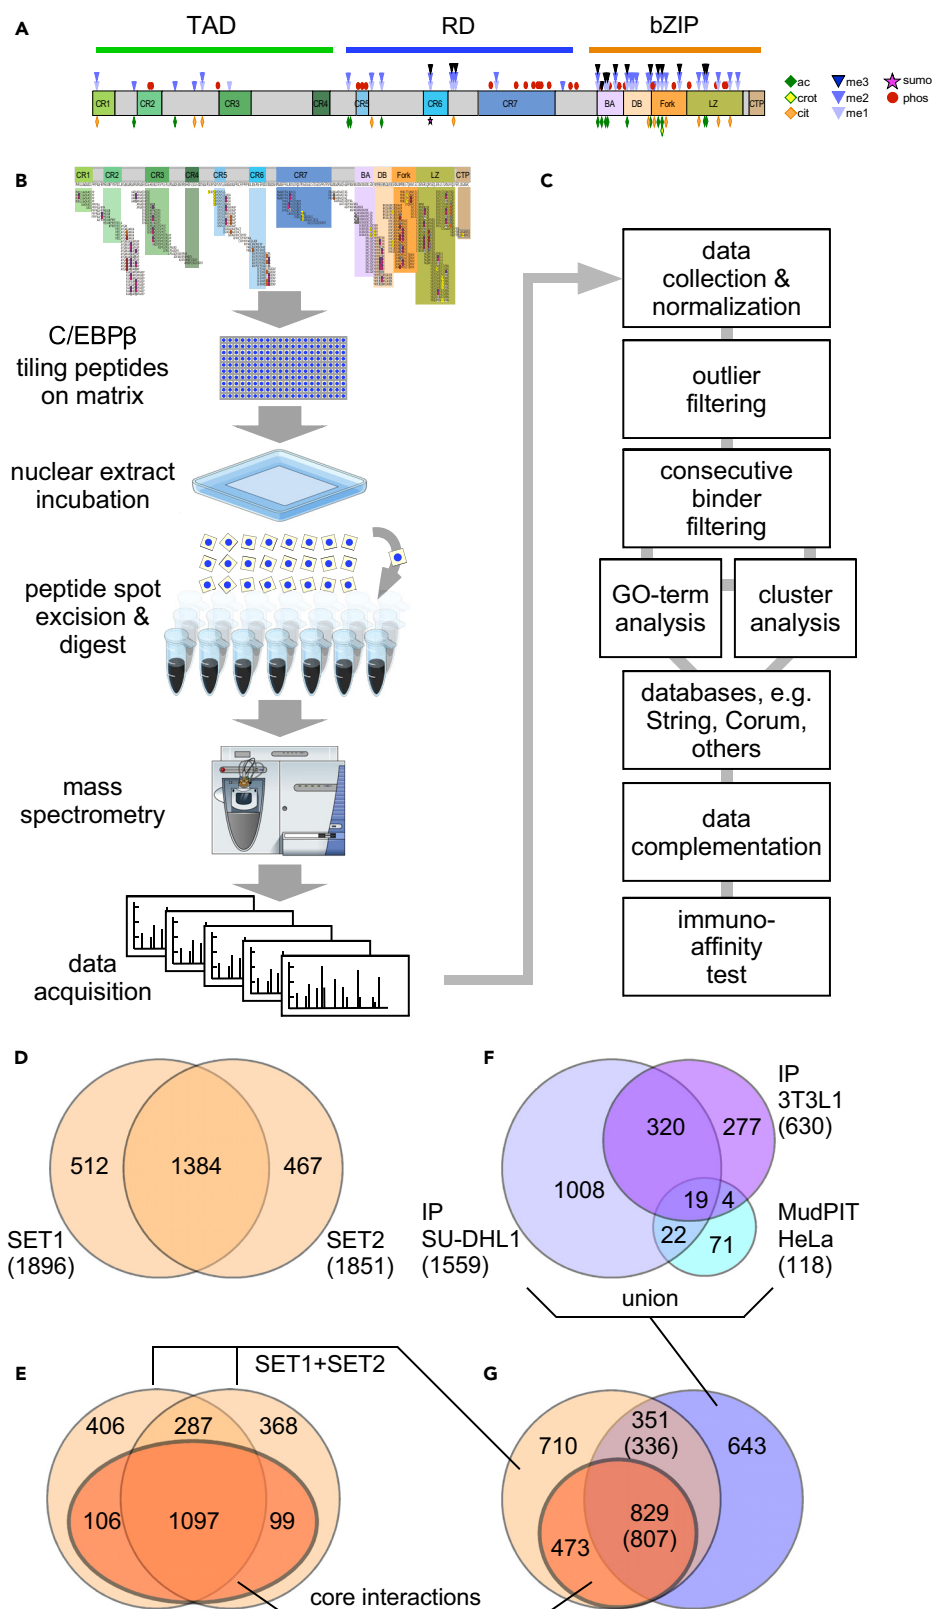 A
TAD
RD
bZIP
CR1
CR2
CR3
CR4
CR5
CR6
CR7
BA
DB
Fork
LZ
CTP
ac
crot
cit
me3
me2
me1
sumo
phos
B
CR1
CR2
CR3
CR4
CR5
CR6
CR7
BA
DB
Fork
LZ
CTP
C/EBPβ
tiling peptides
on matrix
nuclear extract
incubation
peptide spot
excision &
digest
mass
spectrometry
data
acquisition
C
data
collection &
normalization
outlier
filtering
consecutive
binder
filtering
GO-term
analysis
cluster
analysis
databases, e.g.
String, Corum,
others
data
complementation
immuno-
affinity
test
D
512
1384
467
SET1
(1896)
SET2
(1851)
F
IP
3T3L1
(630)
320
277
1008
19
4
22
71
IP
SU-DHL1
(1559)
MudPIT
HeLa
(118)
union
SET1+SET2
E
406
287
368
106
1097
99
G
710
351
(336)
643
829
(807)
473
core interactions